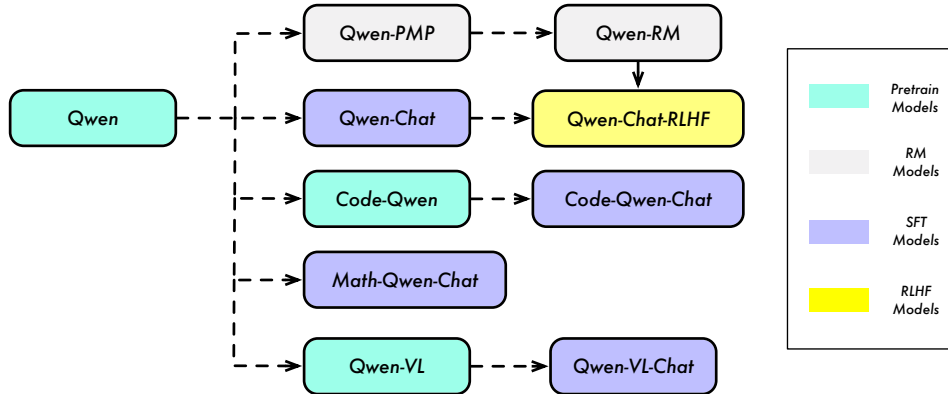 Qwen-PMP
Qwen-RM
Qwen
Qwen-Chat
Qwen-Chat-RLHF
Code-Qwen
Code-Qwen-Chat
Math-Qwen-Chat
Qwen-VL
Qwen-VL-Chat
Pretrain
Models
RM
Models
SFT
Models
RLHF
Models